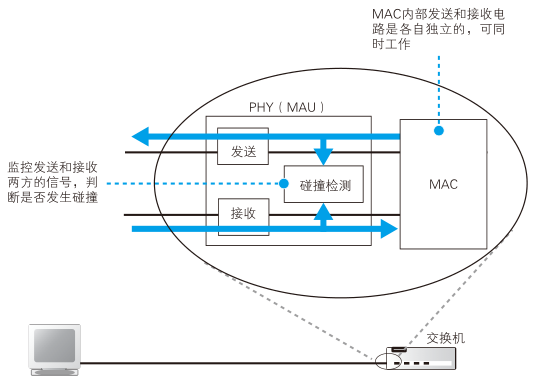 MAC内部发送和接收电
路是各自独立的，可同
时工作
PHY（MAU）
发送
监控发送和接收
两方的信号，判
断是否发生碰撞
碰撞检测
MAC
接收
交换机